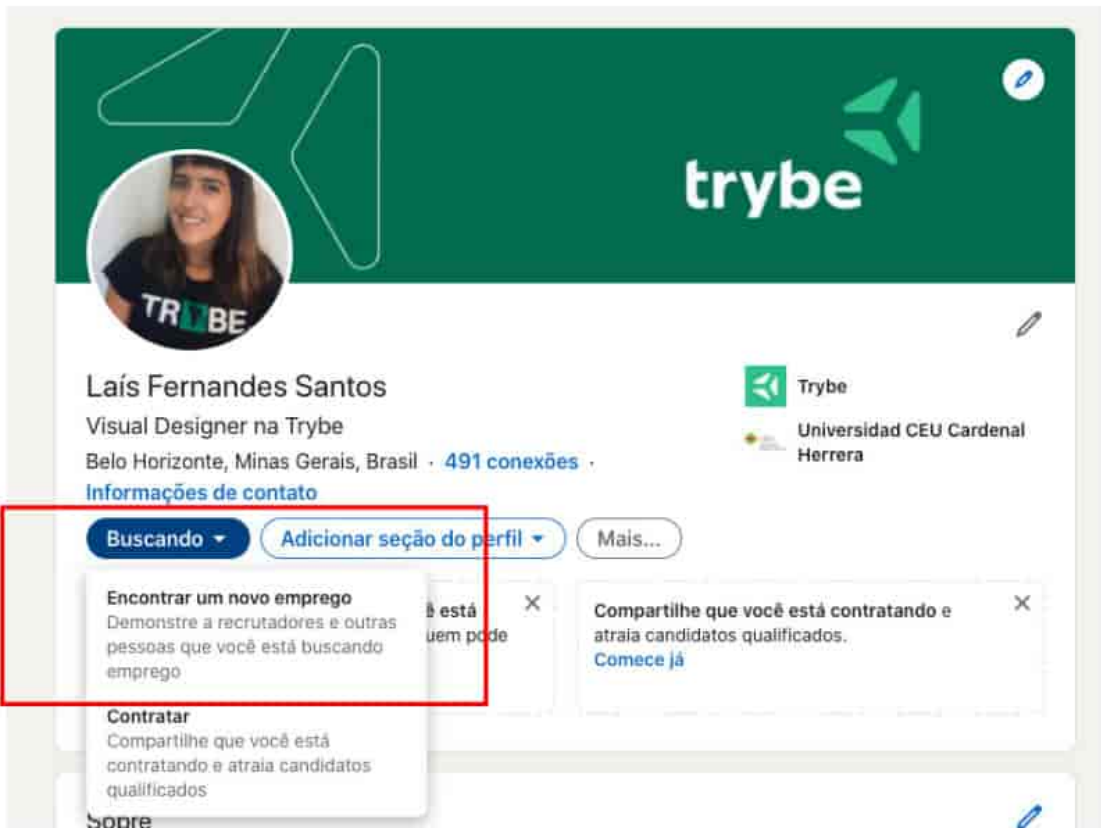 trybe
TRYBE
Laís Fernandes Santos
Visual Designer na Trybe
Belo Horizonte, Minas Gerais, Brasil · 491 conexões ·
Informações de contato
Trybe
Universidad CEU Cardenal
Herrera
Buscando
Adicionar seção do perfil
Mais...
Encontrar um novo emprego
Demonstre a recrutadores e outras
pessoas que você está buscando
emprego
Contratar
Compartilhe que você está
contratando e atraia candidatos
qualificados
ê está
uem pode
Compartilhe que você está contratando e
atraia candidatos qualificados.
Comece já
Sobre